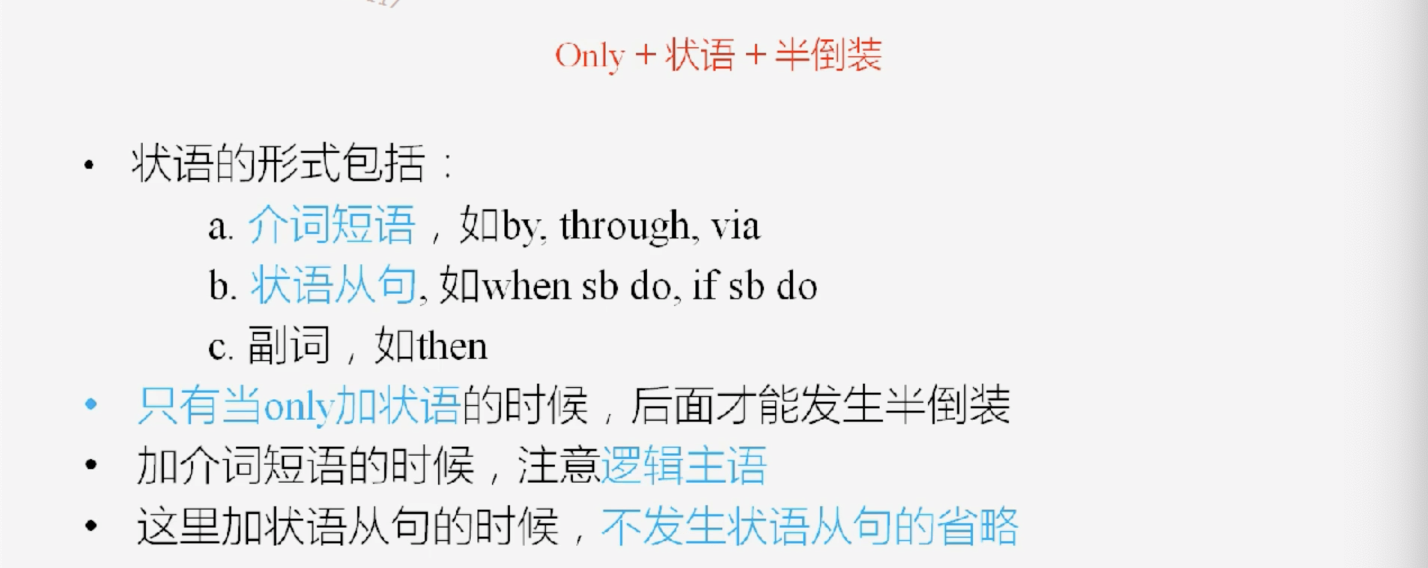 Only + 状语 + 半倒装
• 状语的形式包括：
a. 介词短语，如by, through, via
b. 状语从句, 如when sb do, if sb do
c. 副词，如then
• 只有当only加状语的时候，后面才能发生半倒装
• 加介词短语的时候，注意逻辑主语
• 这里加状语从句的时候，不发生状语从句的省略